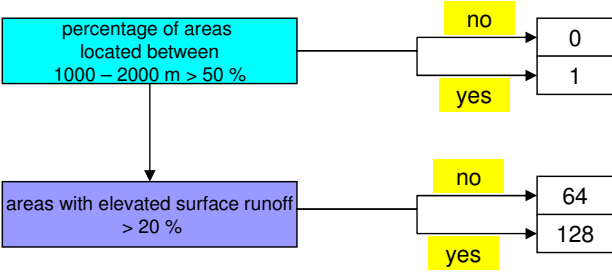 percentage of areas
located between
1000 – 2000 m > 50 %
no
0
1
yes
areas with elevated surface runoff
> 20 %
no
64
128
yes